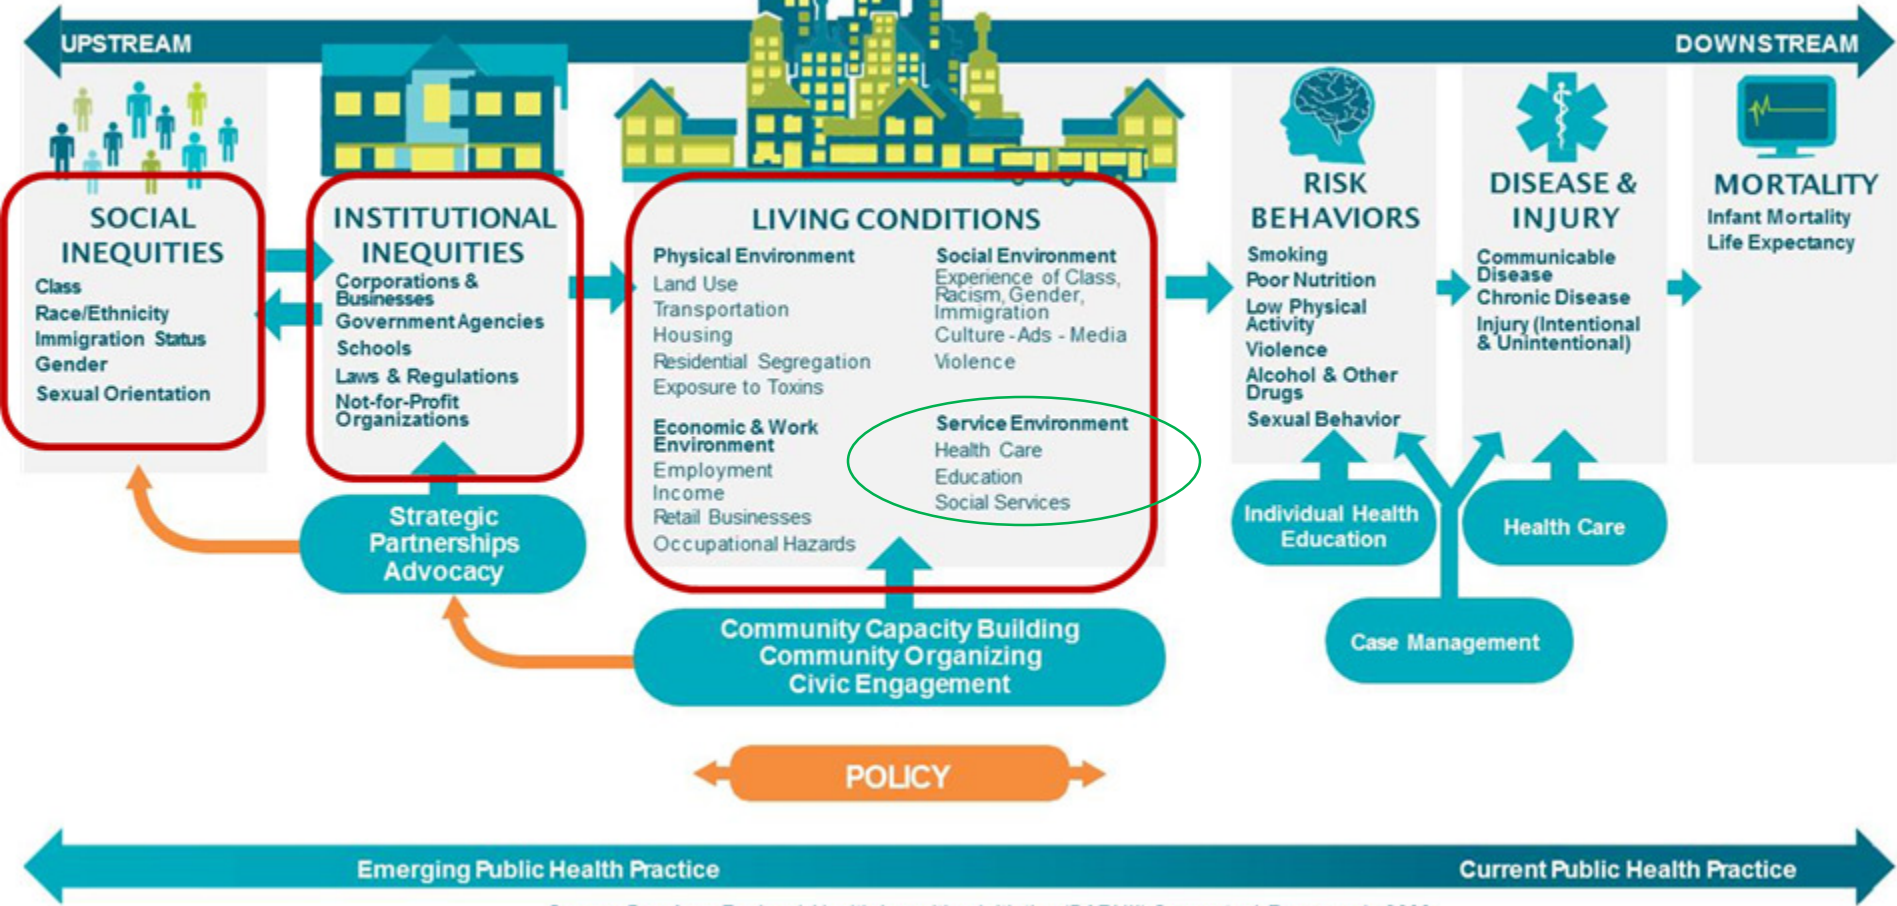 UPSTREAM
DOWNSTREAM
SOCIAL
INEQUITIES
Class
Race/Ethnicity
Immigration Status
Gender
Sexual Orientation
INSTITUTIONAL
INEQUITIES
Corporations &
Businesses
Government Agencies
Schools
Laws & Regulations
Not-for-Profit
Organizations
LIVING CONDITIONS
Physical Environment
Land Use
Transportation
Housing
Residential Segregation
Exposure to Toxins
Economic & Work
Environment
Employment
Income
Retail Businesses
Occupational Hazards
Social Environment
Experience of Class,
Racism, Gender,
Immigration
Culture - Ads - Media
Violence
Service Environment
Health Care
Education
Social Services
RISK
BEHAVIORS
Smoking
Poor Nutrition
Low Physical
Activity
Violence
Alcohol & Other
Drugs
Sexual Behavior
DISEASE &
INJURY
Communicable
Disease
Chronic Disease
Injury (Intentional
& Unintentional)
MORTALITY
Infant Mortality
Life Expectancy
Strategic
Partnerships
Advocacy
Community Capacity Building
Community Organizing
Civic Engagement
Individual Health
Education
Health Care
Case Management
POLICY
Emerging Public Health Practice
Current Public Health Practice